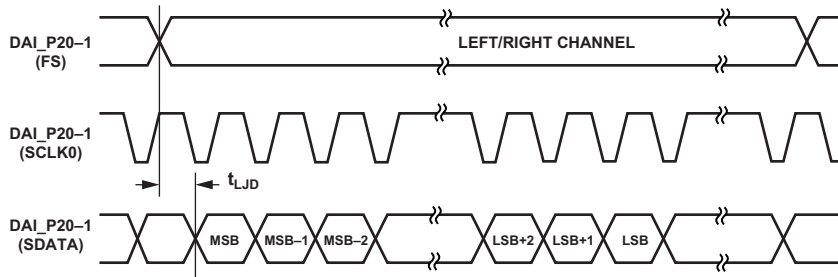 DAI_P20–1
(FS)
LEFT/RIGHT CHANNEL
DAI_P20–1
(SCLK0)
tLJD
DAI_P20–1
(SDATA)
MSB
MSB–1
MSB–2
LSB+2
LSB+1
LSB